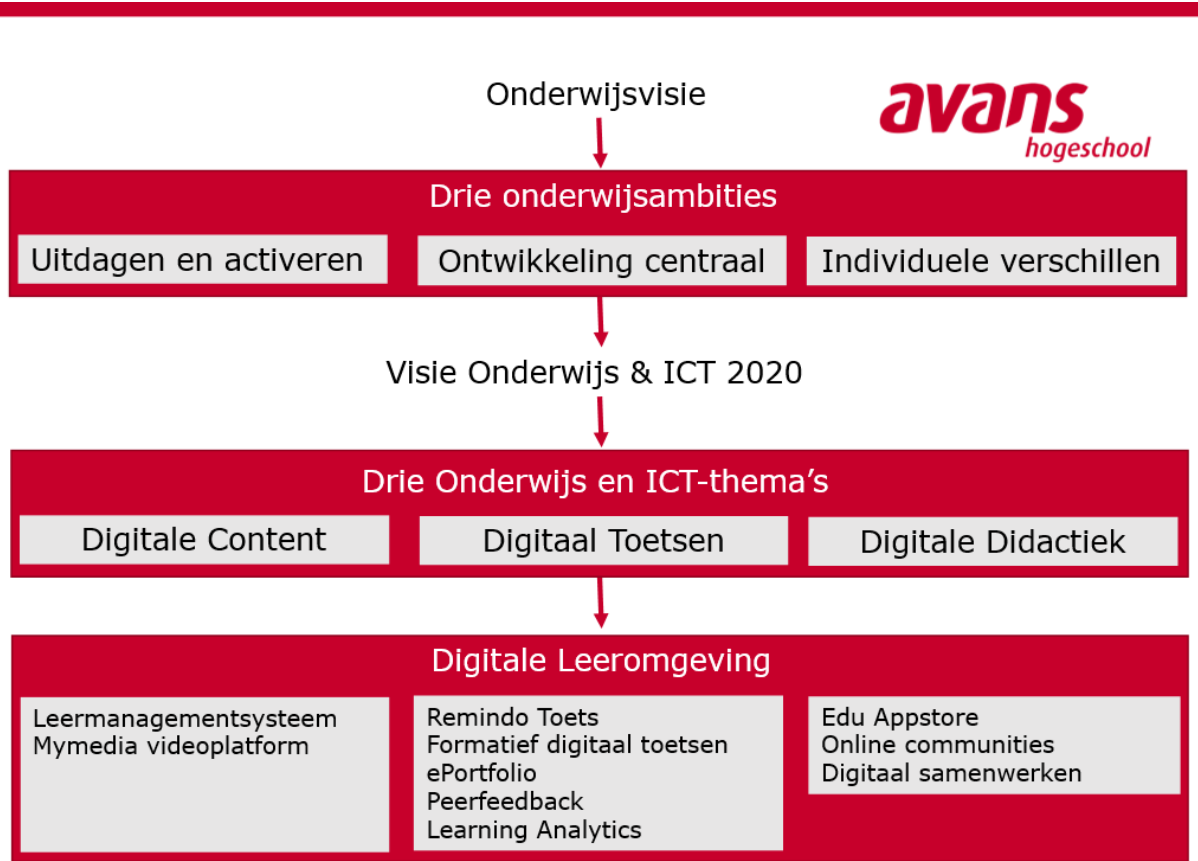 Onderwijsvisie
avans
hogeschool
Drie onderwijsambities
Uitdagen en activeren
Ontwikkeling centraal
Individuele verschillen
Visie Onderwijs & ICT 2020
Drie Onderwijs en ICT-thema’s
Digitale Content
Digitaal Toetsen
Digitale Didactiek
Digitale Leeromgeving
Leermanagementsysteem
Mymedia videoplatform
Remindo Toets
Formatief digitaal toetsen
ePortfolio
Peerfeedback
Learning Analytics
Edu Appstore
Online communities
Digitaal samenwerken